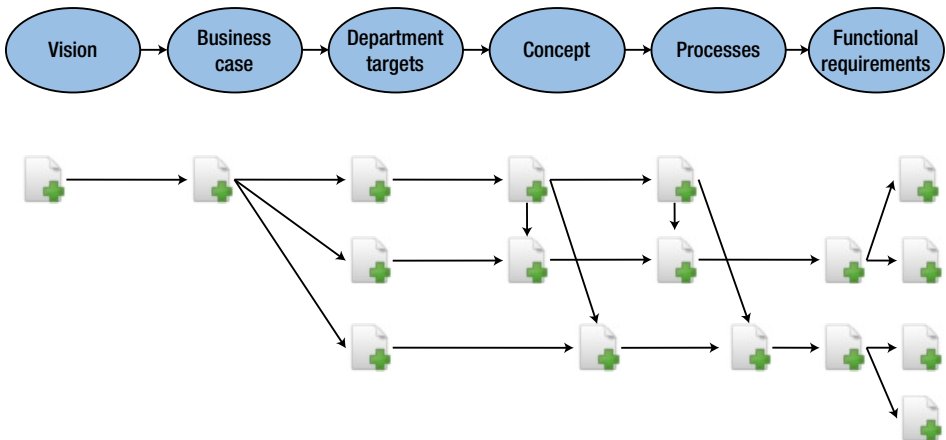 Vision
Business
case
Department
targets
Concept
Processes
Functional
requirements